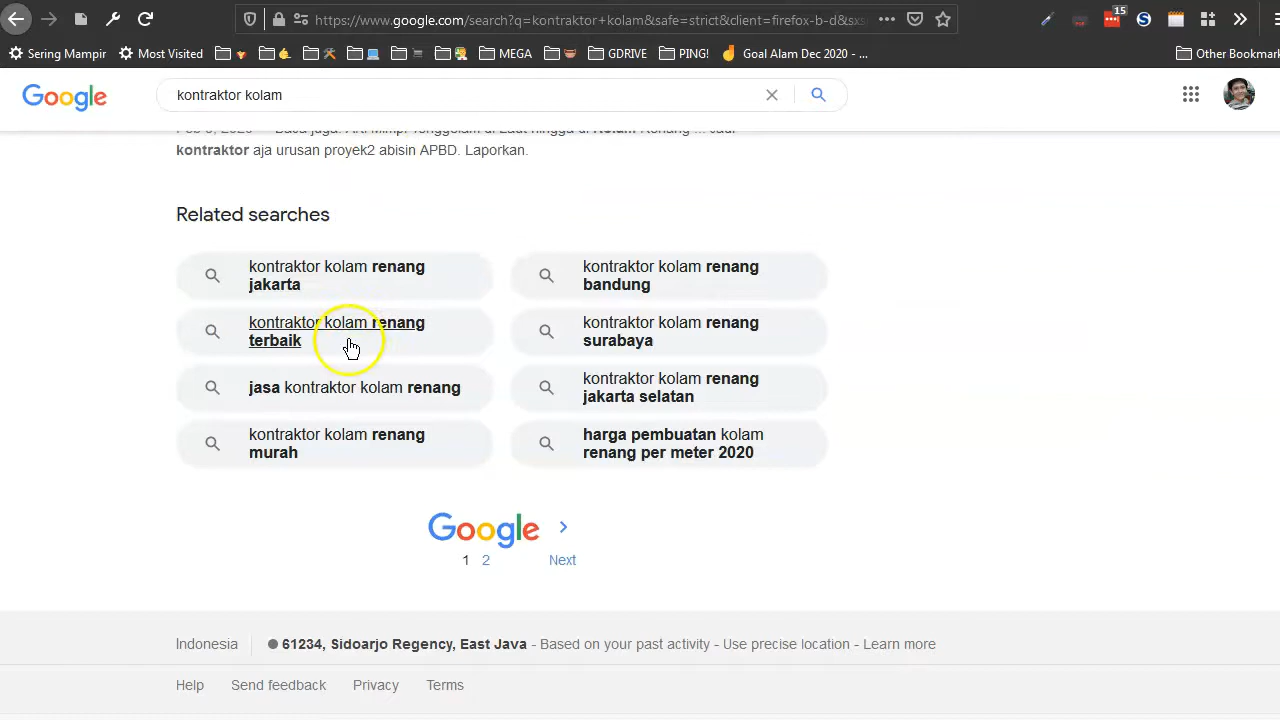 https://www.google.com/search?q=kontraktor+kolam&safe=strict&client=firefox-b-d&sxs
15
Sering Mampir
Most Visited
MEGA
GDRIVE
PING!
Goal Alam Dec 2020 - ...
Other Bookmar
Google
kontraktor kolam
kontraktor aja urusan proyek2 abisin APBD. Laporkan.
Related searches
kontraktor kolam renang
jakarta
kontraktor kolam renang
bandung
kontraktor kolam renang
terbaik
kontraktor kolam renang
surabaya
jasa kontraktor kolam renang
kontraktor kolam renang
jakarta selatan
kontraktor kolam renang
murah
harga pembuatan kolam
renang per meter 2020
Google
1 2 Next
Indonesia
61234, Sidoarjo Regency, East Java - Based on your past activity - Use precise location - Learn more
Help Send feedback Privacy Terms